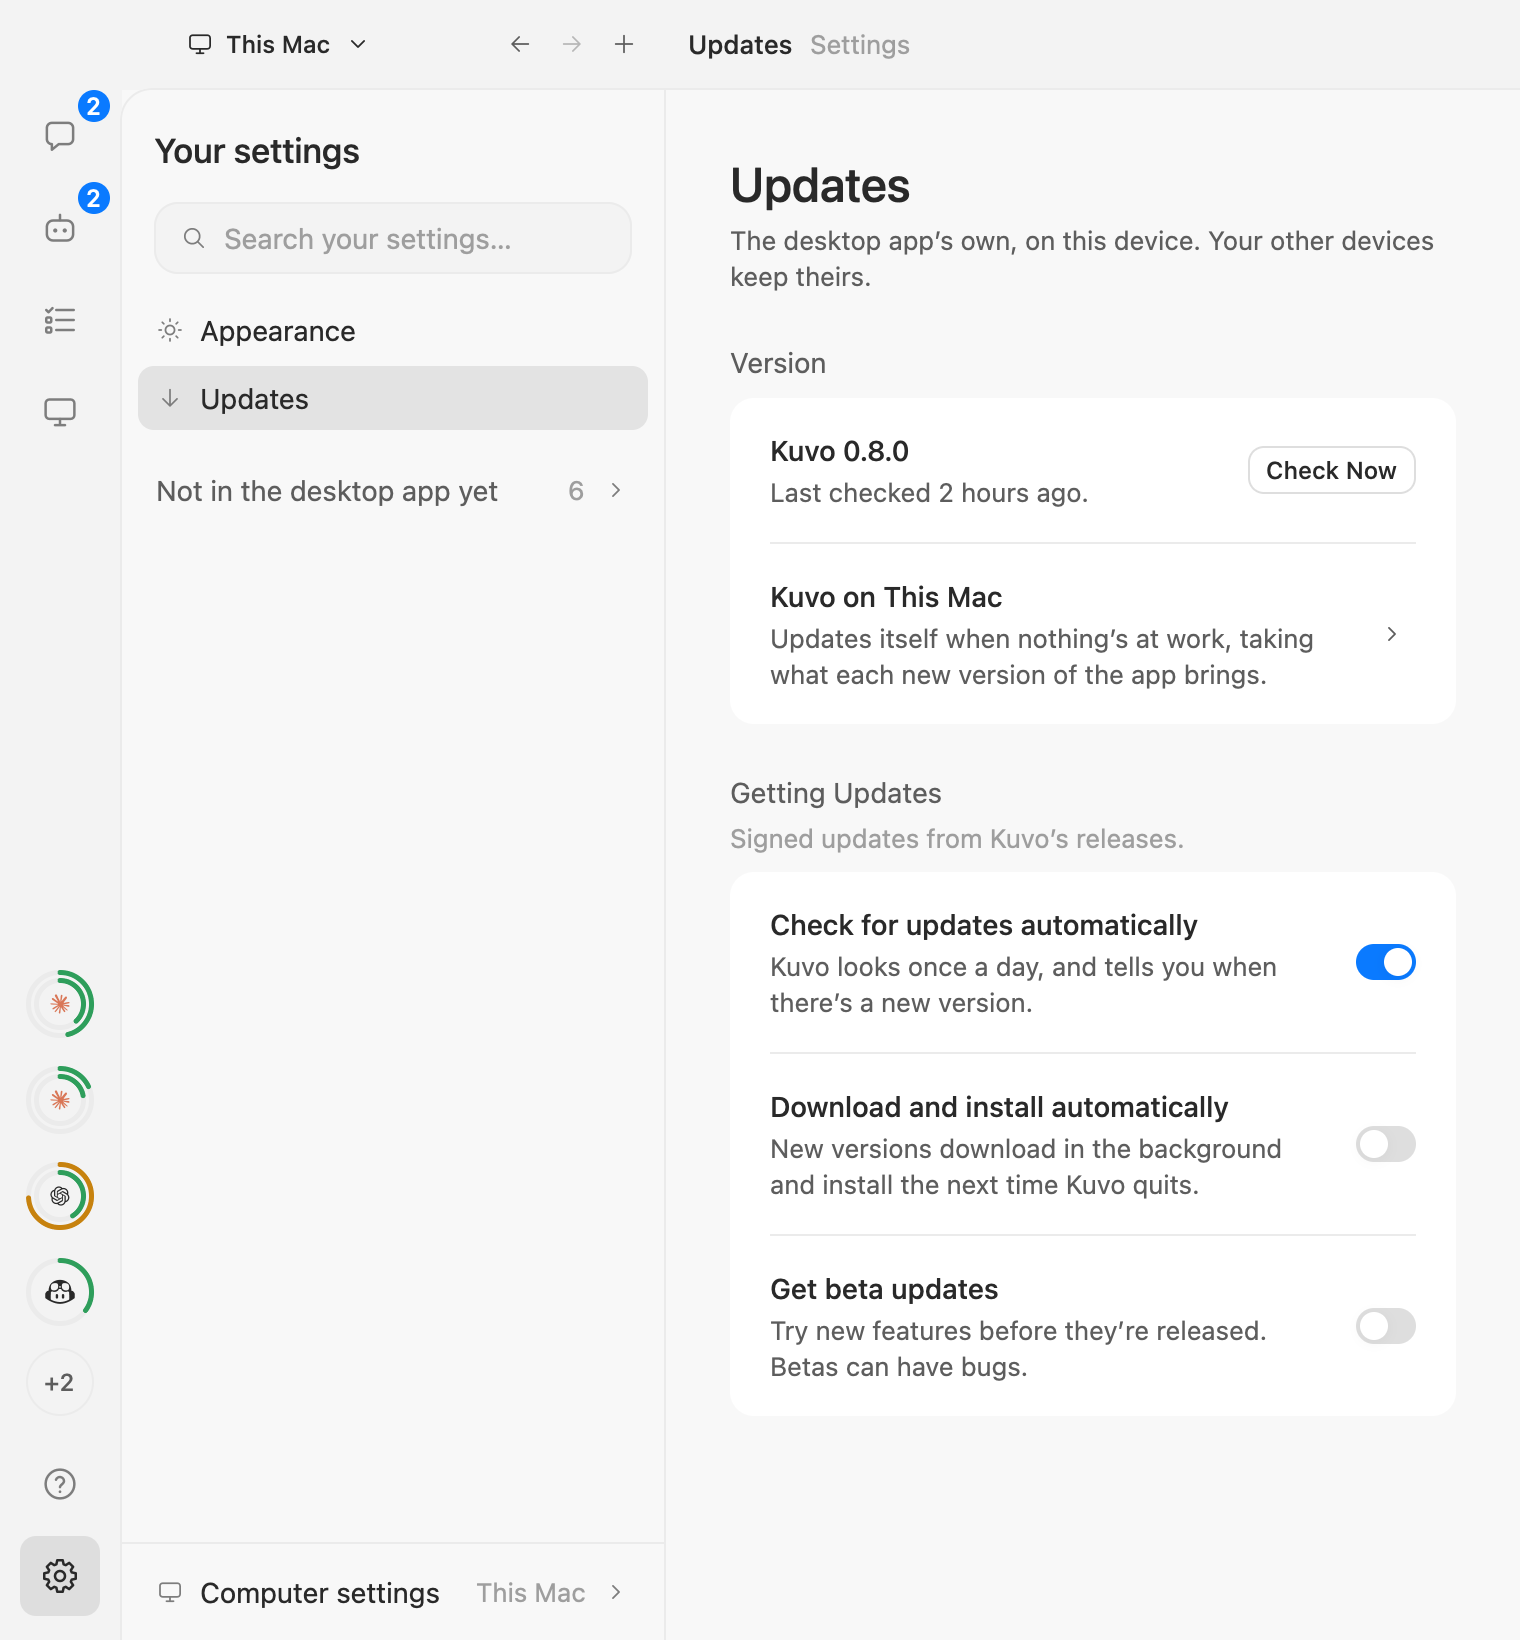 This Mac
Updates Settings
2
2
Your settings
Search your settings...
Appearance
Updates
Not in the desktop app yet 6
+2
Computer settings This Mac
Updates
The desktop app's own, on this device. Your other devices
keep theirs.
Version
Kuvo 0.8.0
Last checked 2 hours ago.
Check Now
Kuvo on This Mac
Updates itself when nothing's at work, taking
what each new version of the app brings.
Getting Updates
Signed updates from Kuvo's releases.
Check for updates automatically
Kuvo looks once a day, and tells you when
there's a new version.
Download and install automatically
New versions download in the background
and install the next time Kuvo quits.
Get beta updates
Try new features before they're released.
Betas can have bugs.